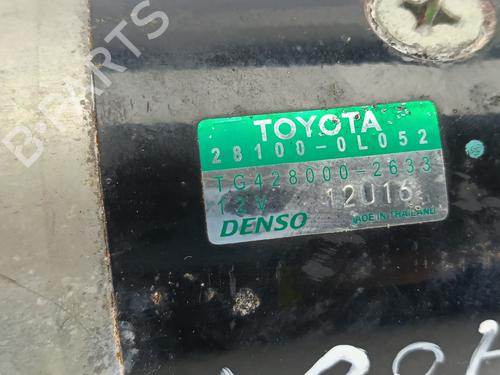 B-PARTS
TOYOTA
28100-0L052
TG428000-2633
12V 12U16
DENSO MADE IN THAILAND